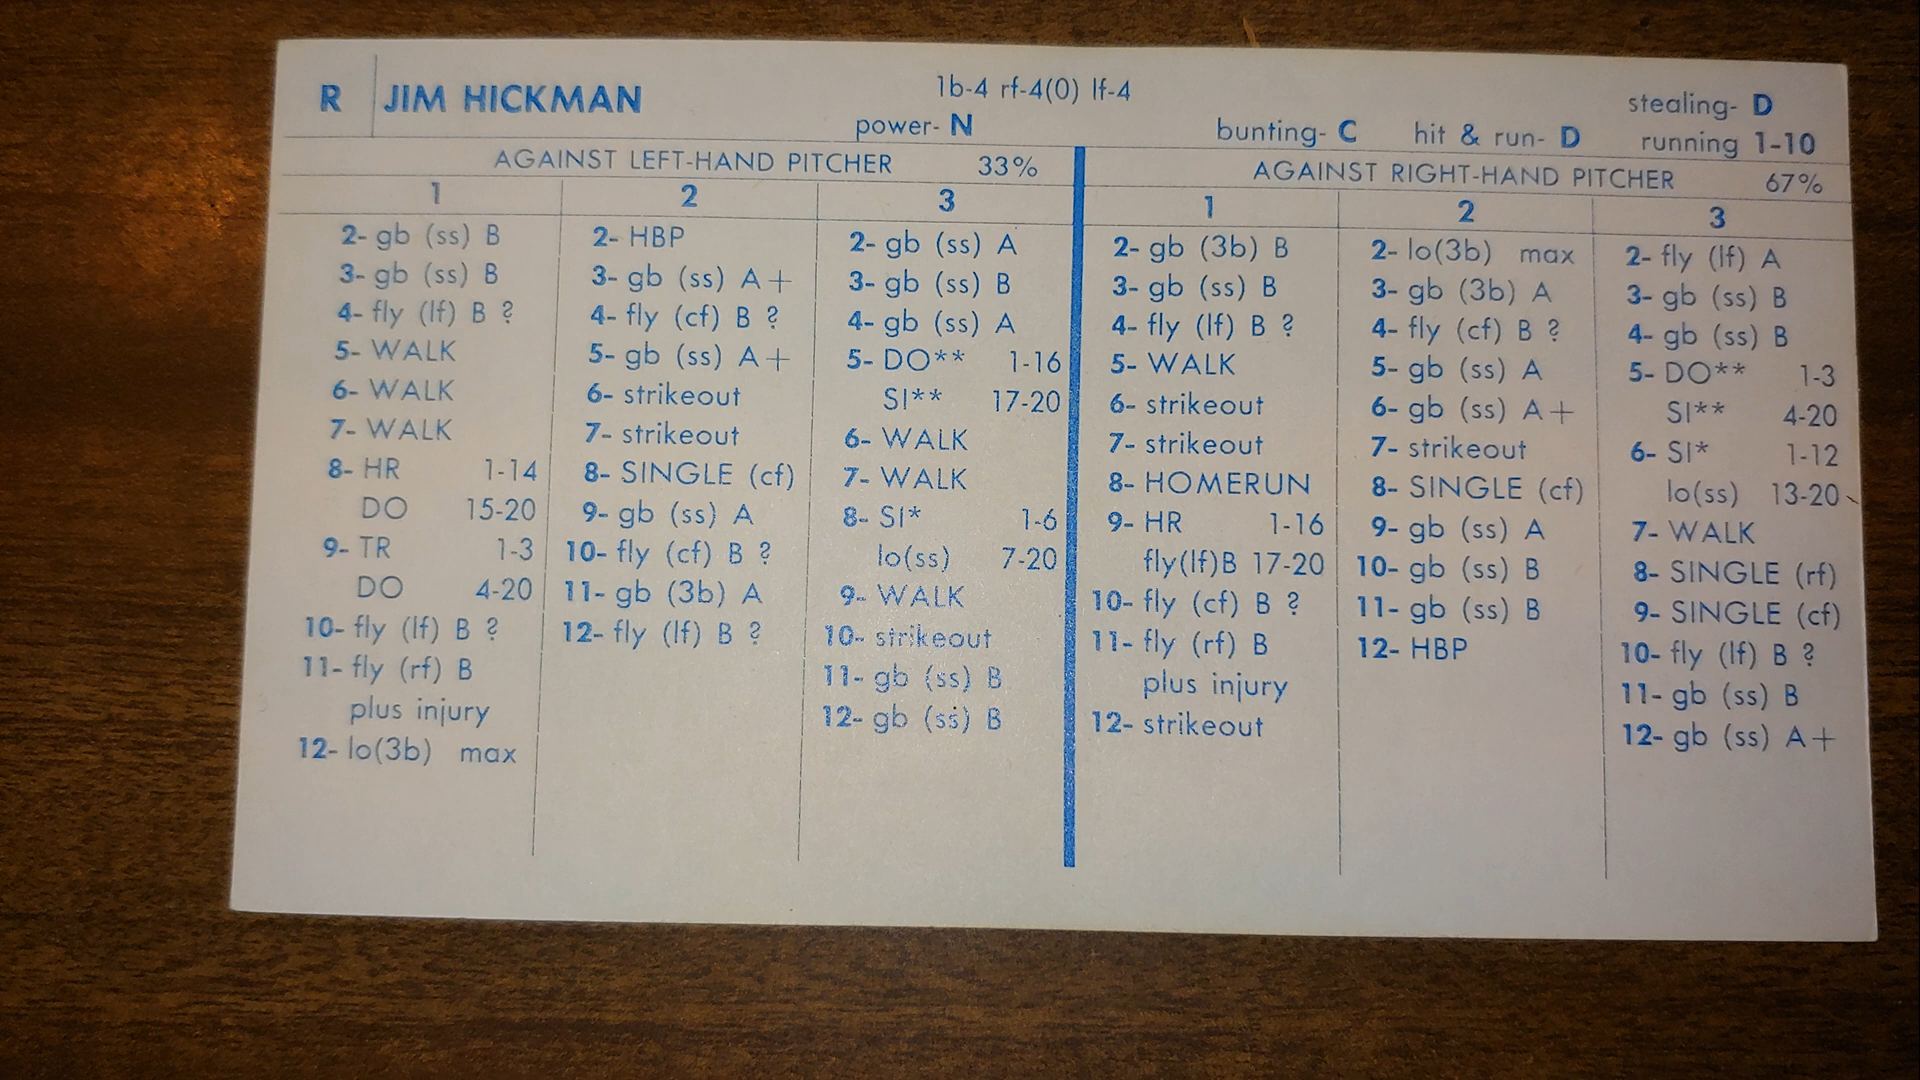 R JIM HICKMAN
1b-4 rf-4(0) lf-4
power- N
bunting- C hit & run- D
stealing- D
running 1-10
AGAINST LEFT-HAND PITCHER 33%
1 2 3
2- gb (ss) B
3- gb (ss) B
4- fly (lf) B ?
5- WALK
6- WALK
7- WALK
8- HR 1-14
DO 15-20
9- TR 1-3
DO 4-20
10- fly (lf) B ?
11- fly (rf) B
plus injury
12- lo(3b) max
2- HBP
3- gb (ss) A+
4- fly (cf) B ?
5- gb (ss) A+
6- strikeout
7- strikeout
8- SINGLE (cf)
9- gb (ss) A
10- fly (cf) B ?
11- gb (3b) A
12- fly (lf) B ?
2- gb (ss) A
3- gb (ss) B
4- gb (ss) A
5- DO** 1-16
SI** 17-20
6- WALK
7- WALK
8- SI* 1-6
lo(ss) 7-20
9- WALK
10- strikeout
11- gb (ss) B
12- gb (ss) B
AGAINST RIGHT-HAND PITCHER 67%
1 2 3
2- gb (3b) B
3- gb (ss) B
4- fly (lf) B ?
5- WALK
6- strikeout
7- strikeout
8- HOMERUN
9- HR 1-16
fly(lf)B 17-20
10- fly (cf) B ?
11- fly (rf) B
plus injury
12- strikeout
2- lo(3b) max
3- gb (3b) A
4- fly (cf) B ?
5- gb (ss) A
6- gb (ss) A+
7- strikeout
8- SINGLE (cf)
9- gb (ss) A
10- gb (ss) B
11- gb (ss) B
12- HBP
2- fly (lf) A
3- gb (ss) B
4- gb (ss) B
5- DO** 1-3
SI** 4-20
6- SI* 1-12
lo(ss) 13-20
7- WALK
8- SINGLE (rf)
9- SINGLE (cf)
10- fly (lf) B ?
11- gb (ss) B
12- gb (ss) A+